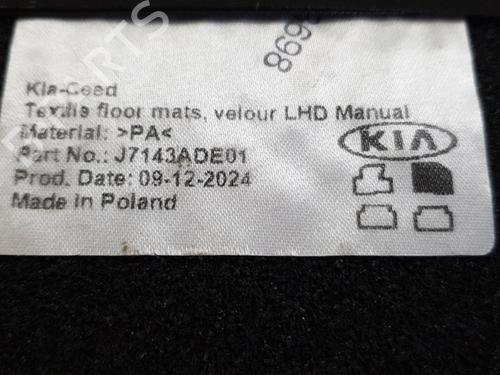 8698
Kia-Ceed
Textile floor mats, velour LHD Manual
Material: >PA<
Part No.: J7143ADE01
Prod. Date: 09-12-2024
Made in Poland
KIA